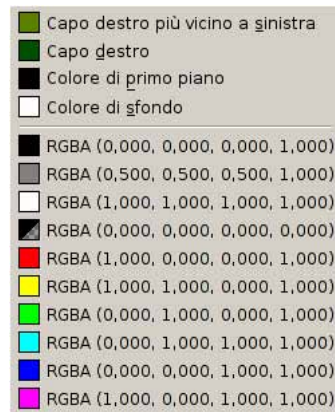 Capo destro più vicino a sinistra
Capo destro
Colore di primo piano
Colore di sfondo
RGBA (0,000, 0,000, 0,000, 1,000)
RGBA (0,500, 0,500, 0,500, 1,000)
RGBA (1,000, 1,000, 1,000, 1,000)
RGBA (0,000, 0,000, 0,000, 0,000)
RGBA (1,000, 0,000, 0,000, 1,000)
RGBA (1,000, 1,000, 0,000, 1,000)
RGBA (0,000, 1,000, 0,000, 1,000)
RGBA (0,000, 1,000, 1,000, 1,000)
RGBA (0,000, 0,000, 1,000, 1,000)
RGBA (1,000, 0,000, 1,000, 1,000)